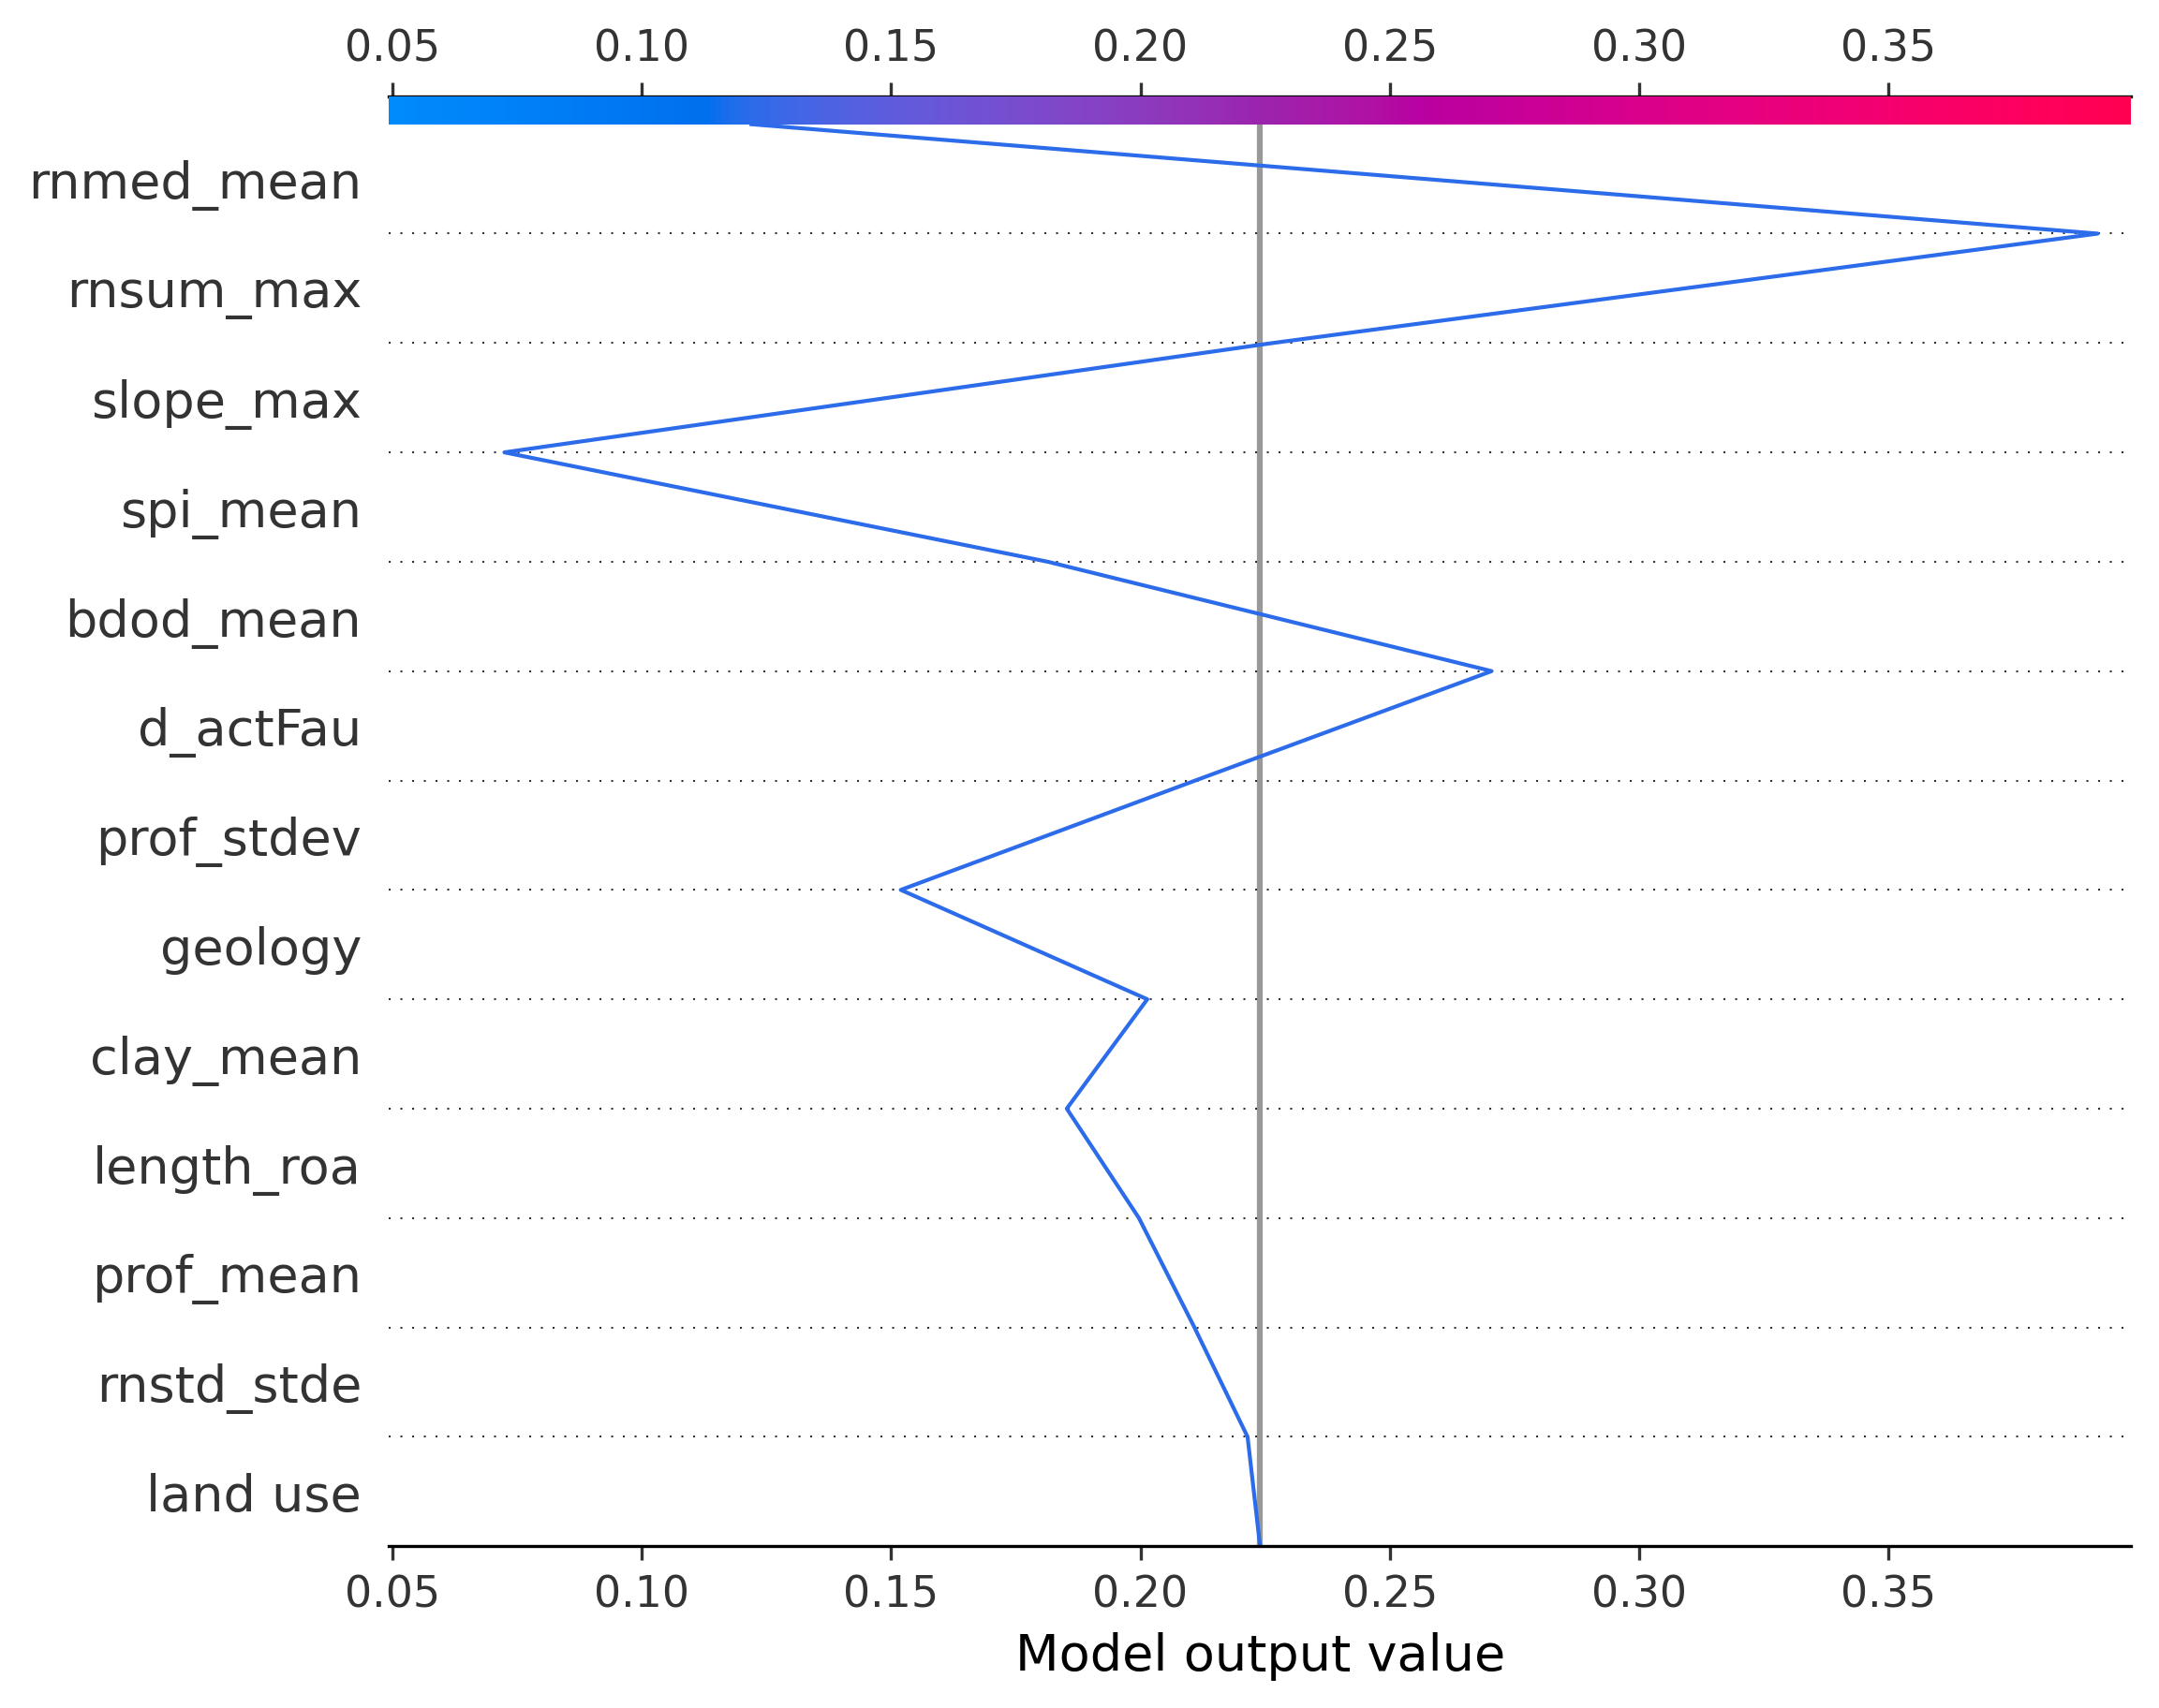 0.05 0.10 0.15 0.20 0.25 0.30 0.35
rnmed_mean
rnsum_max
slope_max
spi_mean
bdod_mean
d_actFau
prof_stdev
geology
clay_mean
length_roa
prof_mean
rnstd_stde
land use
0.05 0.10 0.15 0.20 0.25 0.30 0.35
Model output value